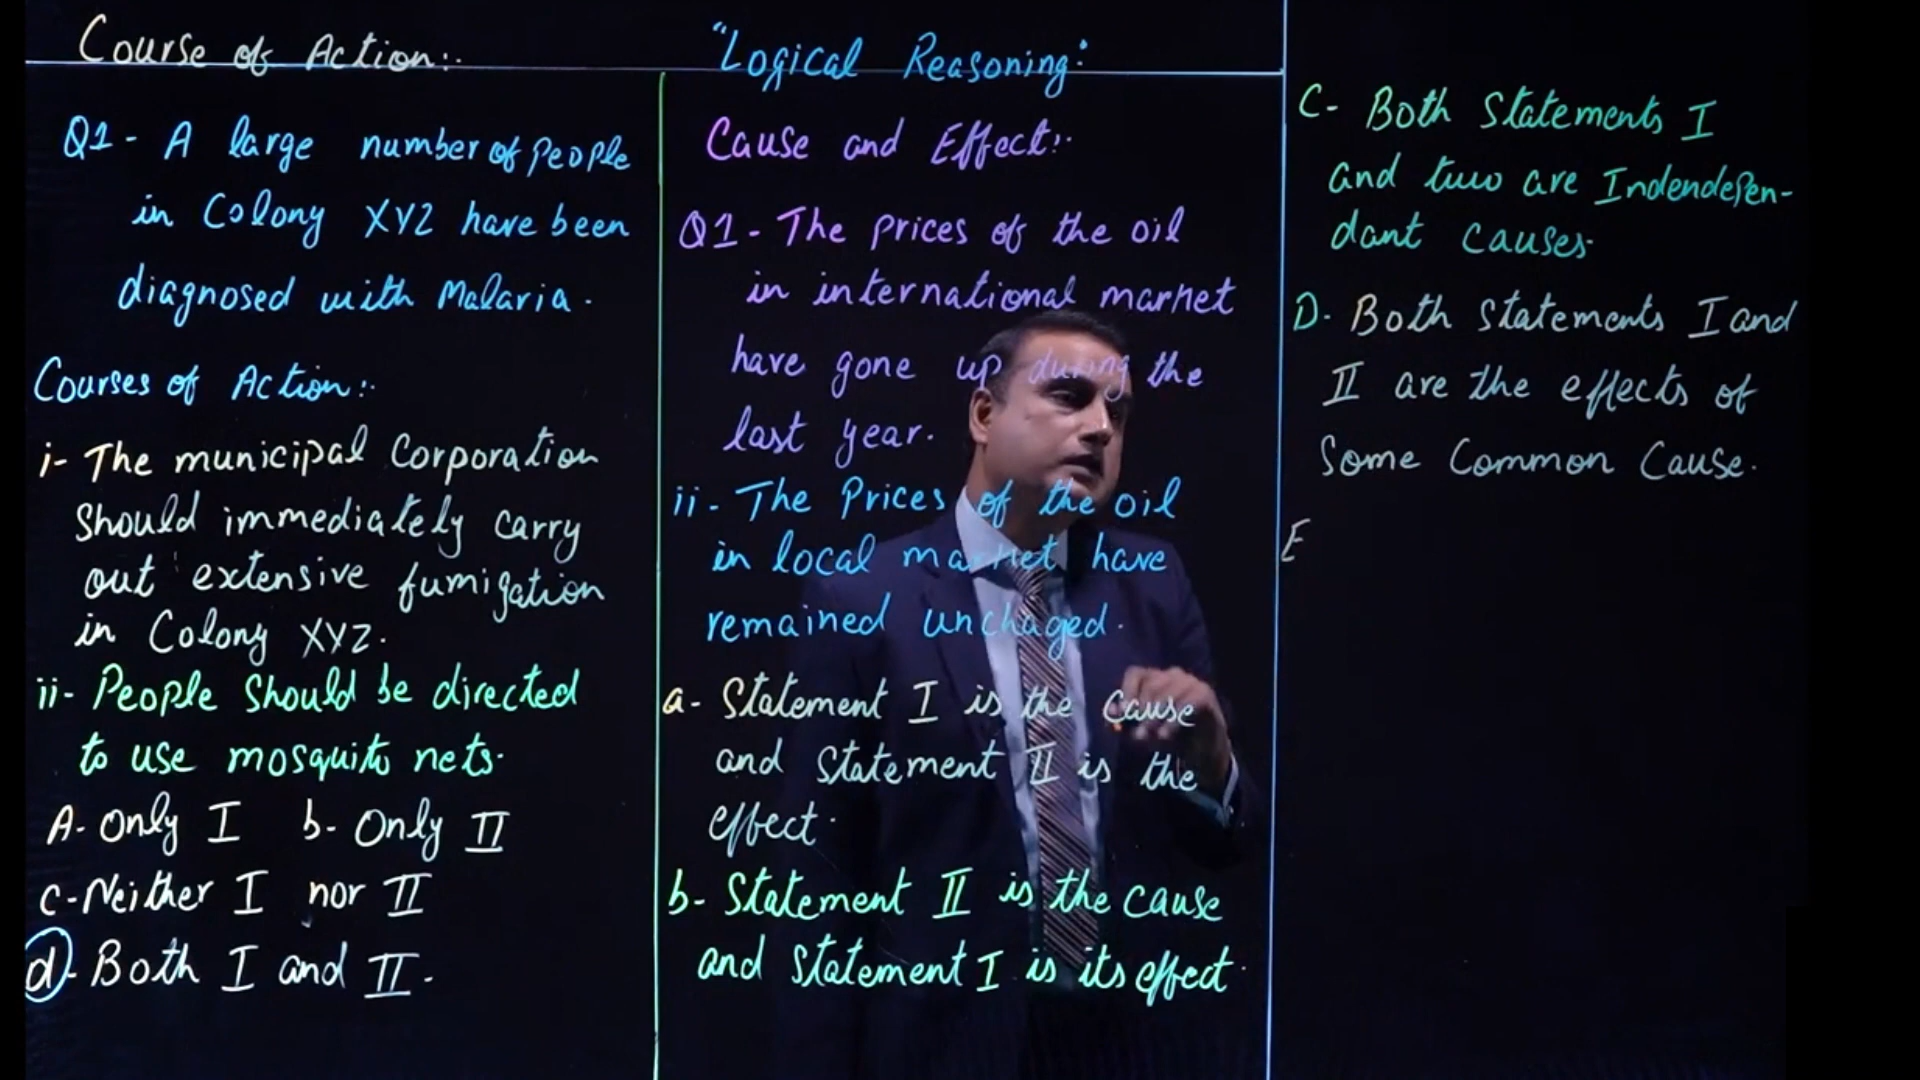 Course of Action:.
Q1- A large number of people
in Colony XYZ have been
diagnosed with Malaria.
Courses of Action:.
i- The municipal Corporation
should immediately carry
out extensive fumigation
in Colony XYZ.
ii- People should be directed
to use mosquito nets.
A- Only I b- Only II
C- Neither I nor II
d- Both I and II.
"Logical Reasoning"
Cause and Effect:.
Q1- The prices of the oil
in international market
have gone up during the
last year.
ii- The Prices of the oil
in local market have
remained unchaged.
a- Statement I is the cause
and statement II is the
effect.
b- Statement II is the cause
and statement I is its effect.
C- Both statements I
and two are Indendepen-
dant causes.
D. Both statements I and
II are the effects of
Some Common Cause.
E